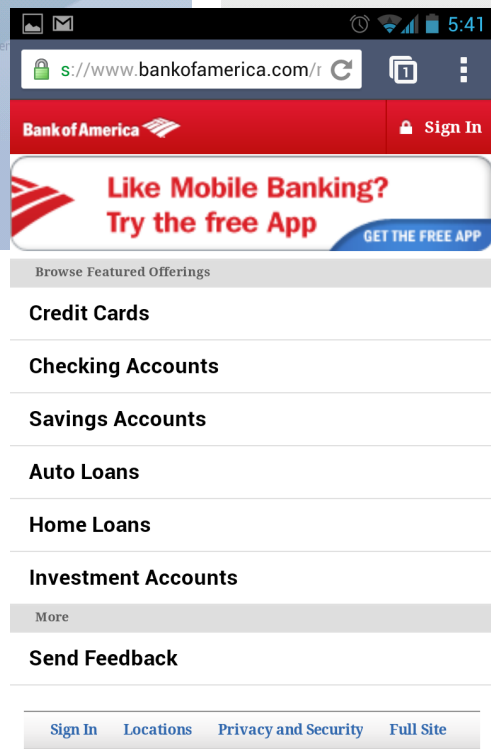 5:41
s://www.bankofamerica.com/r
1
Bank of America
Sign In
Like Mobile Banking?
Try the free App
GET THE FREE APP
Browse Featured Offerings
Credit Cards
Checking Accounts
Savings Accounts
Auto Loans
Home Loans
Investment Accounts
More
Send Feedback
Sign In Locations Privacy and Security Full Site